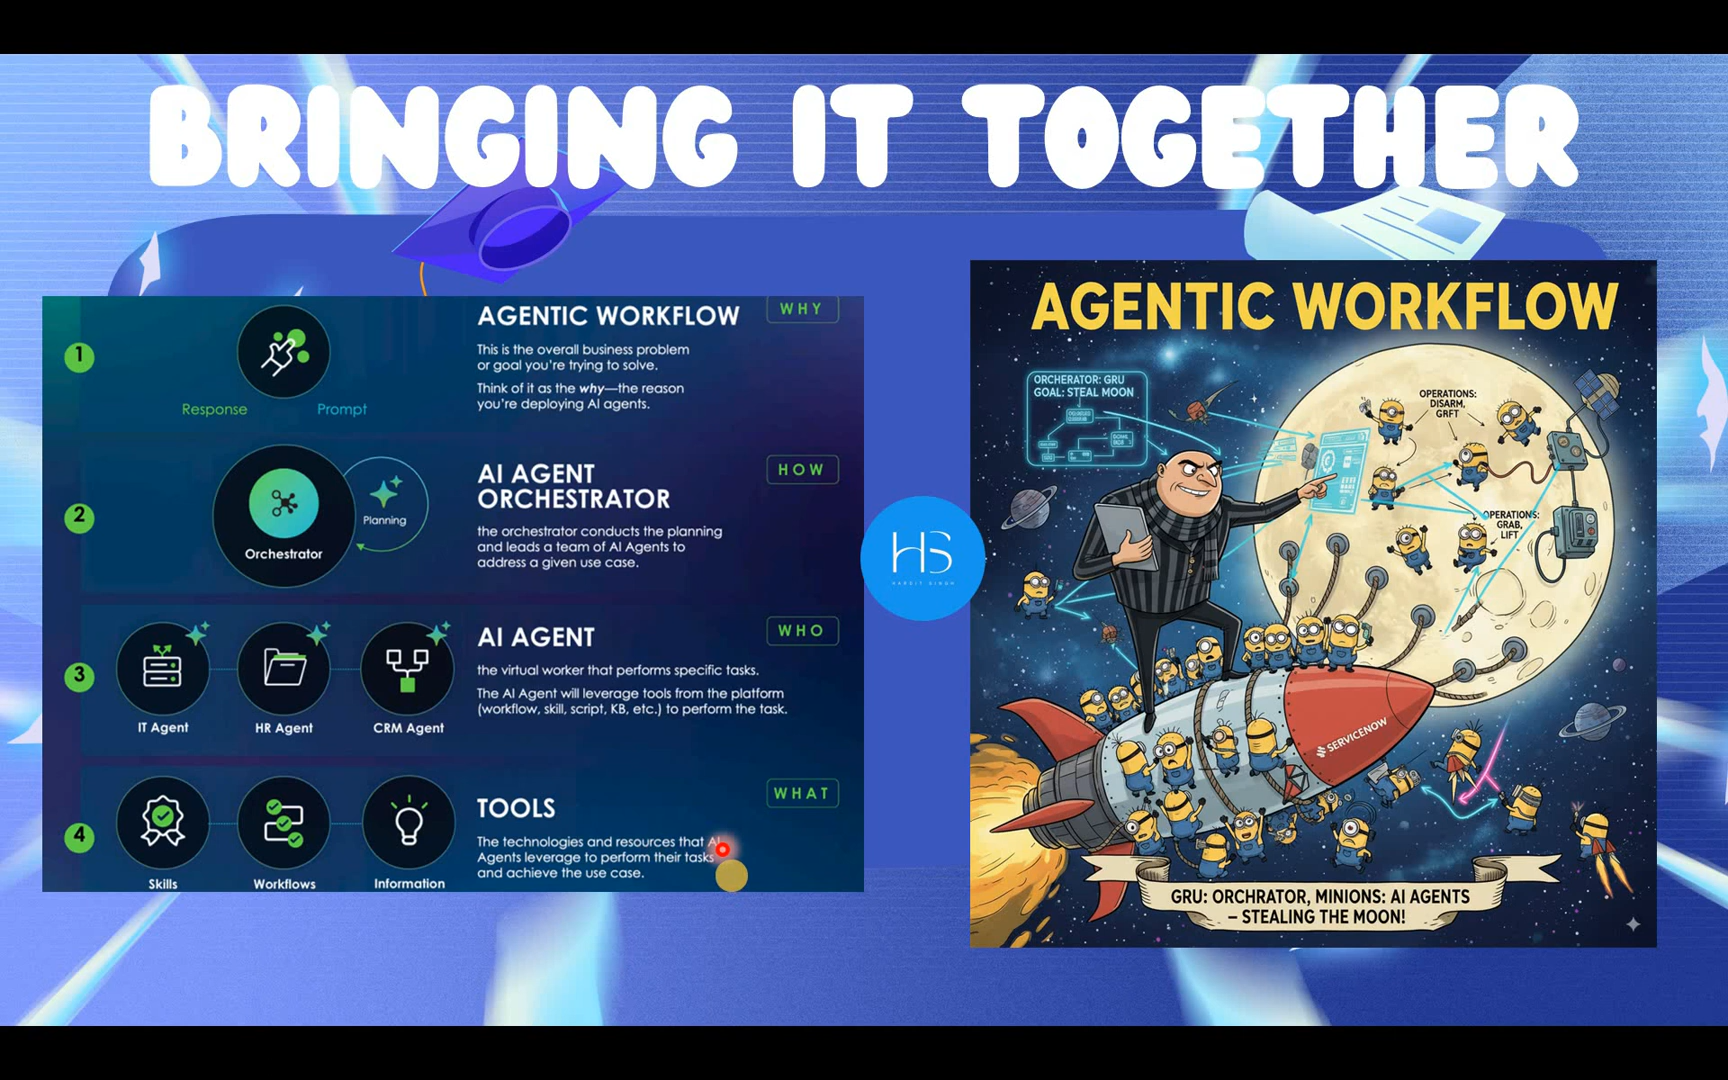 BRINGING IT TOGETHER
1
Response
Prompt
AGENTIC WORKFLOW
WHY
This is the overall business problem
or goal you're trying to solve.
Think of it as the why—the reason
you're deploying AI agents.
2
Orchestrator
Planning
AI AGENT
ORCHESTRATOR
HOW
the orchestrator conducts the planning
and leads a team of AI Agents to
address a given use case.
3
IT Agent
HR Agent
CRM Agent
AI AGENT
WHO
the virtual worker that performs specific tasks.
The AI Agent will leverage tools from the platform
(workflow, skill, script, KB, etc.) to perform the task.
4
Skills
Workflows
Information
TOOLS
WHAT
The technologies and resources that AI
Agents leverage to perform their tasks
and achieve the use case.
HS
HARDIT SINGH
AGENTIC WORKFLOW
ORCHERATOR: GRU
GOAL: STEAL MOON
OPERATIONS:
DISARM,
GRFT
OPERATIONS:
GRAB,
LIFT
SERVICENOW
GRU: ORCHRATOR, MINIONS: AI AGENTS
– STEALING THE MOON!